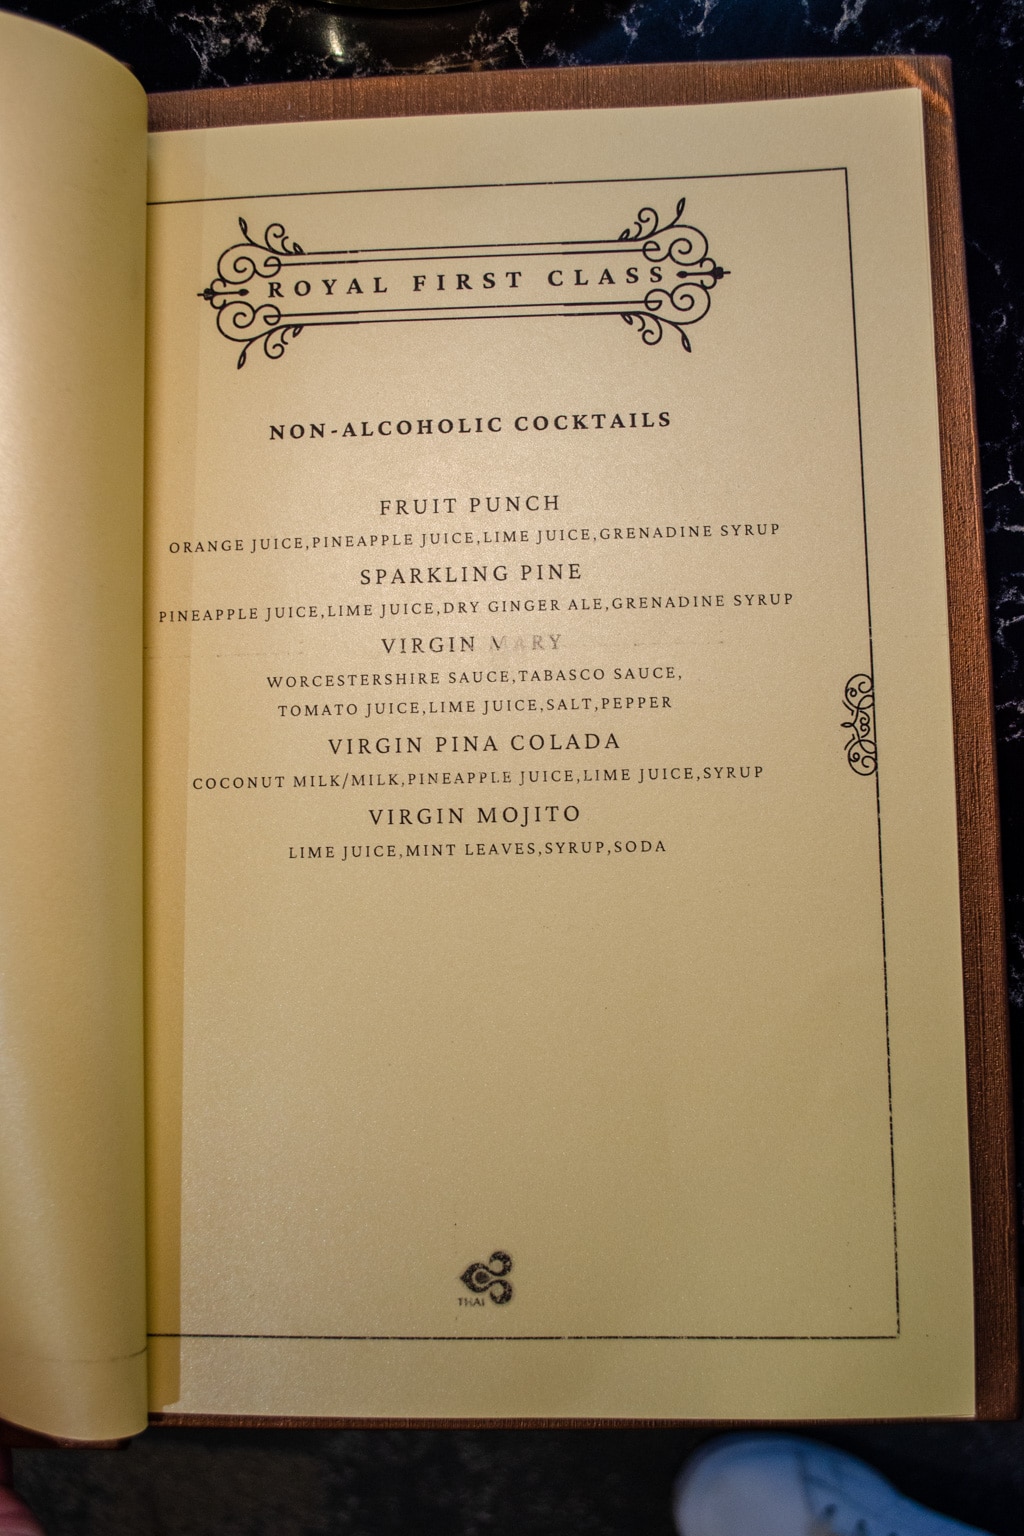 ROYAL FIRST CLASS
NON-ALCOHOLIC COCKTAILS
FRUIT PUNCH
ORANGE JUICE,PINEAPPLE JUICE,LIME JUICE,GRENADINE SYRUP
SPARKLING PINE
PINEAPPLE JUICE,LIME JUICE,DRY GINGER ALE,GRENADINE SYRUP
VIRGIN MARY
WORCESTERSHIRE SAUCE,TABASCO SAUCE,
TOMATO JUICE,LIME JUICE,SALT,PEPPER
VIRGIN PINA COLADA
COCONUT MILK/MILK,PINEAPPLE JUICE,LIME JUICE,SYRUP
VIRGIN MOJITO
LIME JUICE,MINT LEAVES,SYRUP,SODA
THAI